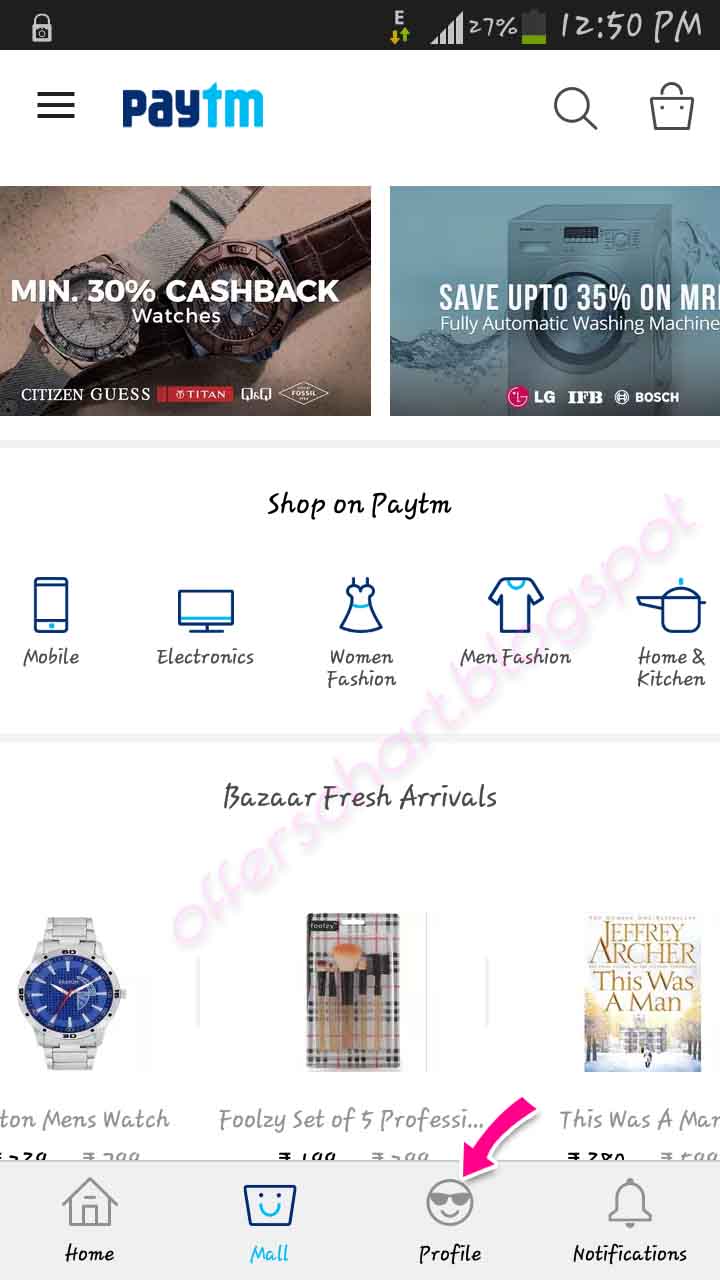 E 27% 12:50 PM
paytm
MIN. 30% CASHBACK
Watches
CITIZEN GUESS TITAN Q&Q FOSSIL
SAVE UPTO 35% ON MR
Fully Automatic Washing Machine
LG IFB BOSCH
Shop on Paytm
Mobile Electronics Women Fashion Men Fashion Home & Kitchen
offerschart.blogspot
Bazaar Fresh Arrivals
foolzy
JEFFREY
ARCHER
This Was
A Man
ton Mens Watch Foolzy Set of 5 Professi... This Was A Man
Home Mall Profile Notifications